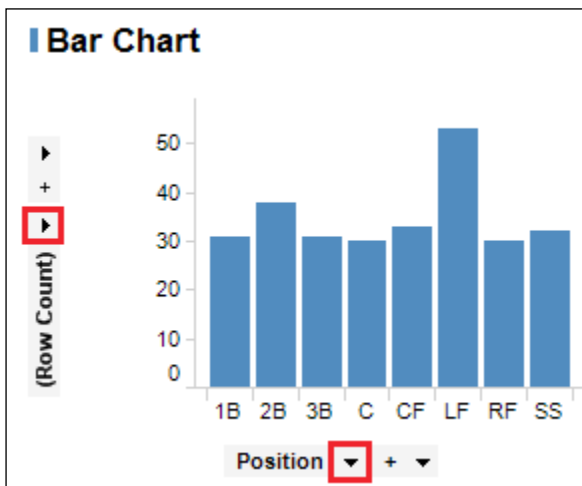 Bar Chart
50
40
30
20
10
0
+
(Row Count)
1B 2B 3B C CF LF RF SS
Position +